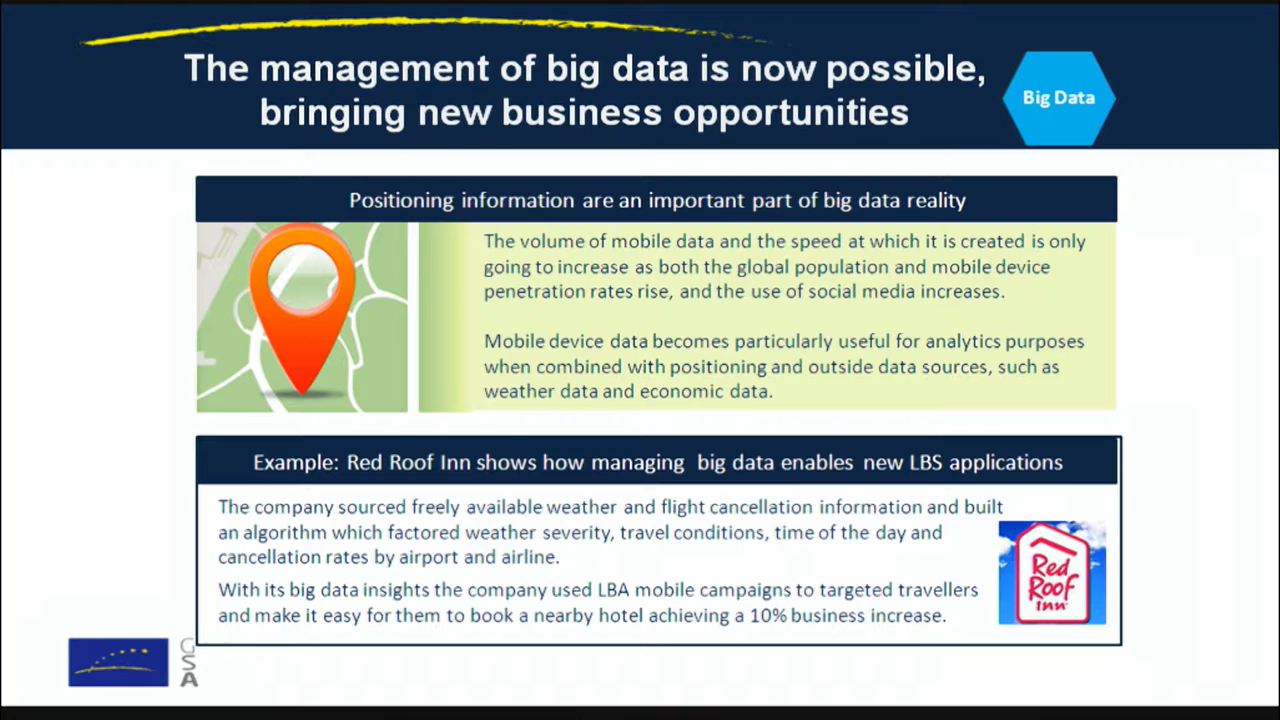 The management of big data is now possible,
bringing new business opportunities
Big Data
Positioning information are an important part of big data reality
The volume of mobile data and the speed at which it is created is only
going to increase as both the global population and mobile device
penetration rates rise, and the use of social media increases.
Mobile device data becomes particularly useful for analytics purposes
when combined with positioning and outside data sources, such as
weather data and economic data.
Example: Red Roof Inn shows how managing big data enables new LBS applications
The company sourced freely available weather and flight cancellation information and built
an algorithm which factored weather severity, travel conditions, time of the day and
cancellation rates by airport and airline.
With its big data insights the company used LBA mobile campaigns to targeted travellers
and make it easy for them to book a nearby hotel achieving a 10% business increase.
Red
Roof
Inn
G
S
A